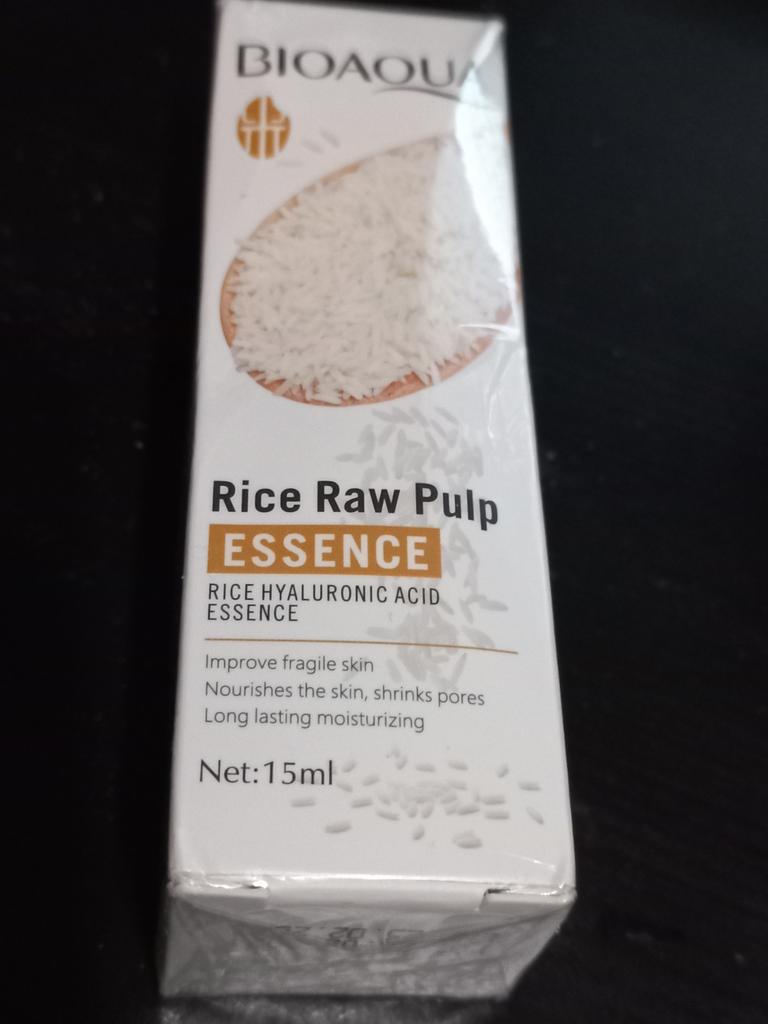 BIOAQUA
Rice Raw Pulp
ESSENCE
RICE HYALURONIC ACID
ESSENCE
Improve fragile skin
Nourishes the skin, shrinks pores
Long lasting moisturizing
Net:15ml